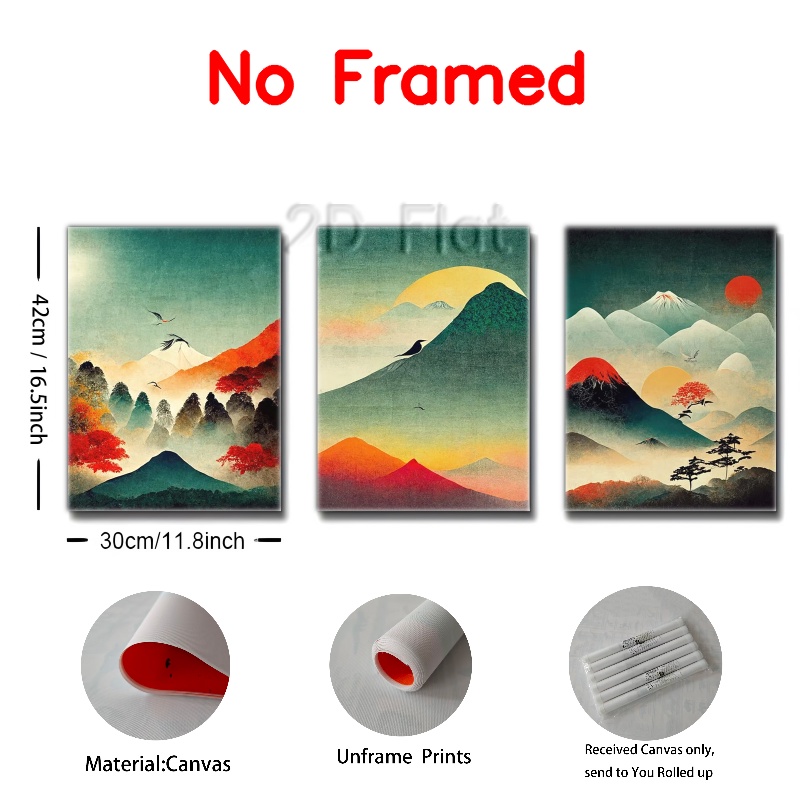 No Framed
2D Flat
42cm / 16.5inch
30cm/11.8inch
Material:Canvas
Unframe Prints
Received Canvas only,
send to You Rolled up